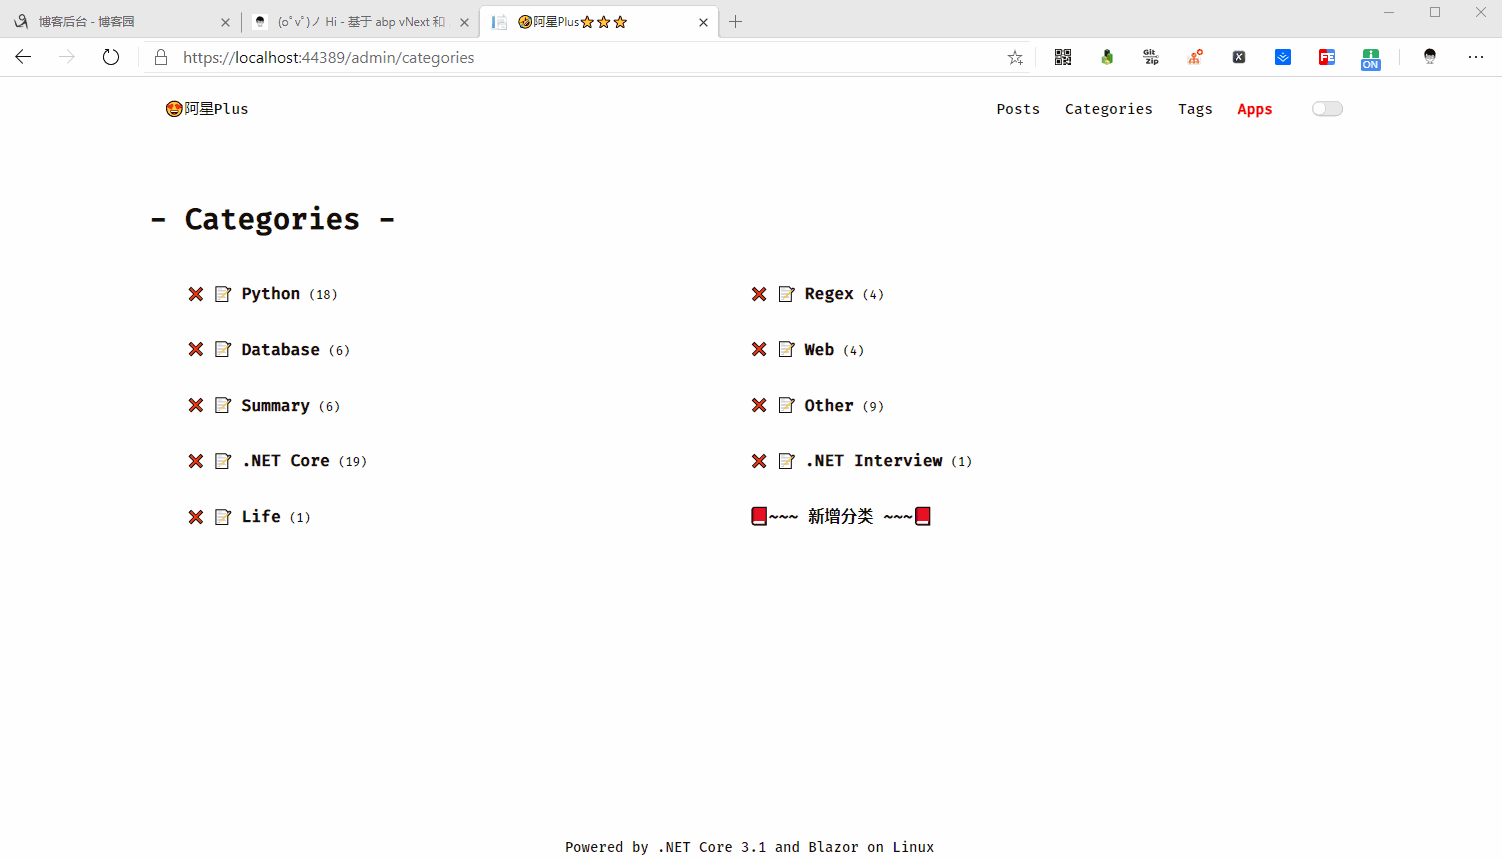 博客后台 - 博客园
(oﾟvﾟ)ノ Hi - 基于 abp vNext 和
🤣阿星Plus⭐⭐⭐
https://localhost:44389/admin/categories
Git
zip
X
FE
ON
🤩阿星Plus
Posts Categories Tags Apps
- Categories -
❌ 📝 Python (18)
❌ 📝 Regex (4)
❌ 📝 Database (6)
❌ 📝 Web (4)
❌ 📝 Summary (6)
❌ 📝 Other (9)
❌ 📝 .NET Core (19)
❌ 📝 .NET Interview (1)
❌ 📝 Life (1)
📕~~~ 新增分类 ~~~📕
Powered by .NET Core 3.1 and Blazor on Linux